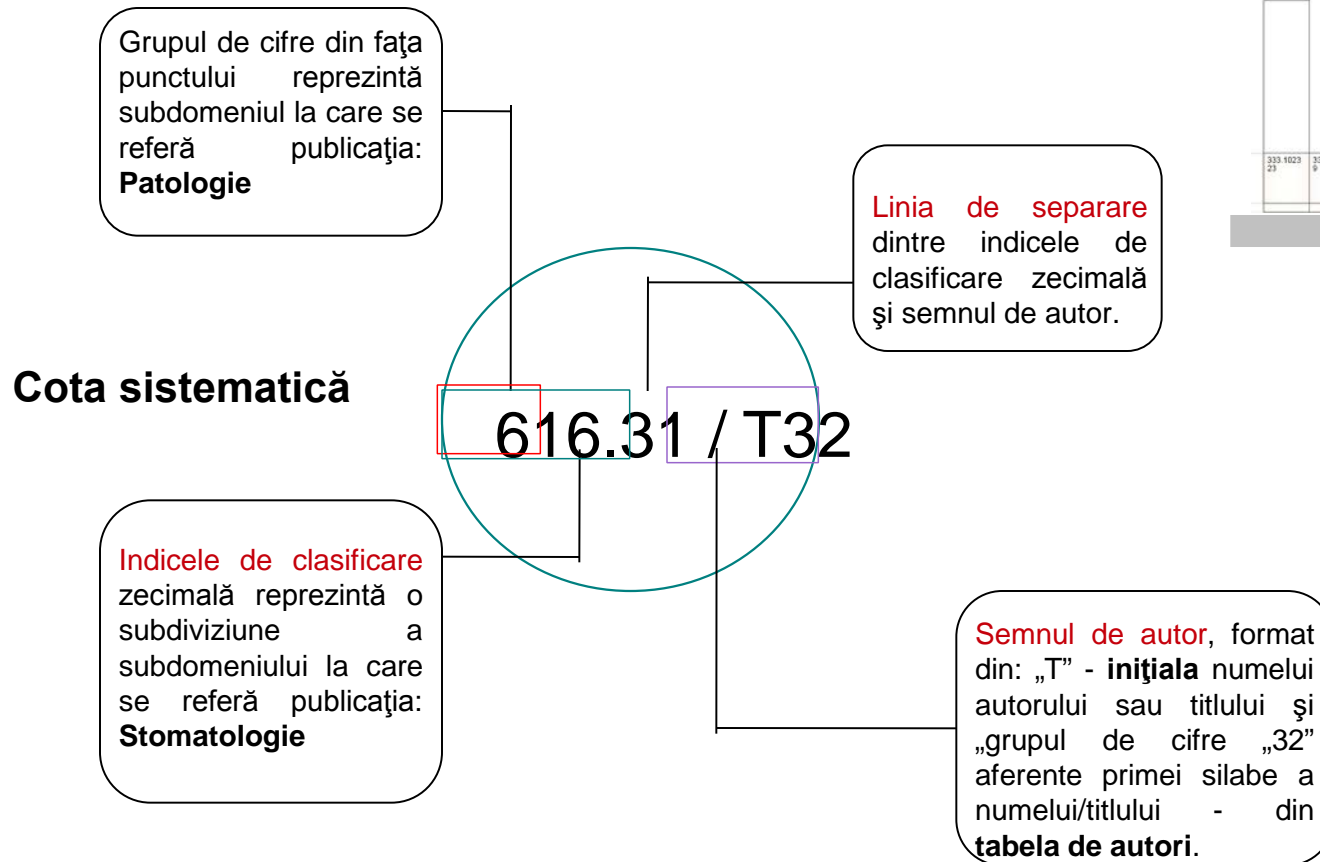 Grupul de cifre din faţa
punctului reprezintă
subdomeniul la care se
referă publicaţia:
Patologie
333.1023
23
Linia de separare
dintre indicele de
clasificare zecimală
şi semnul de autor.
Cota sistematică
616.31 / T32
Indicele de clasificare
zecimală reprezintă o
subdiviziune a
subdomeniului la care
se referă publicaţia:
Stomatologie
Semnul de autor, format
din: „T” - iniţiala numelui
autorului sau titlului şi
„grupul de cifre „32”
aferente primei silabe a
numelui/titlului - din
tabela de autori.